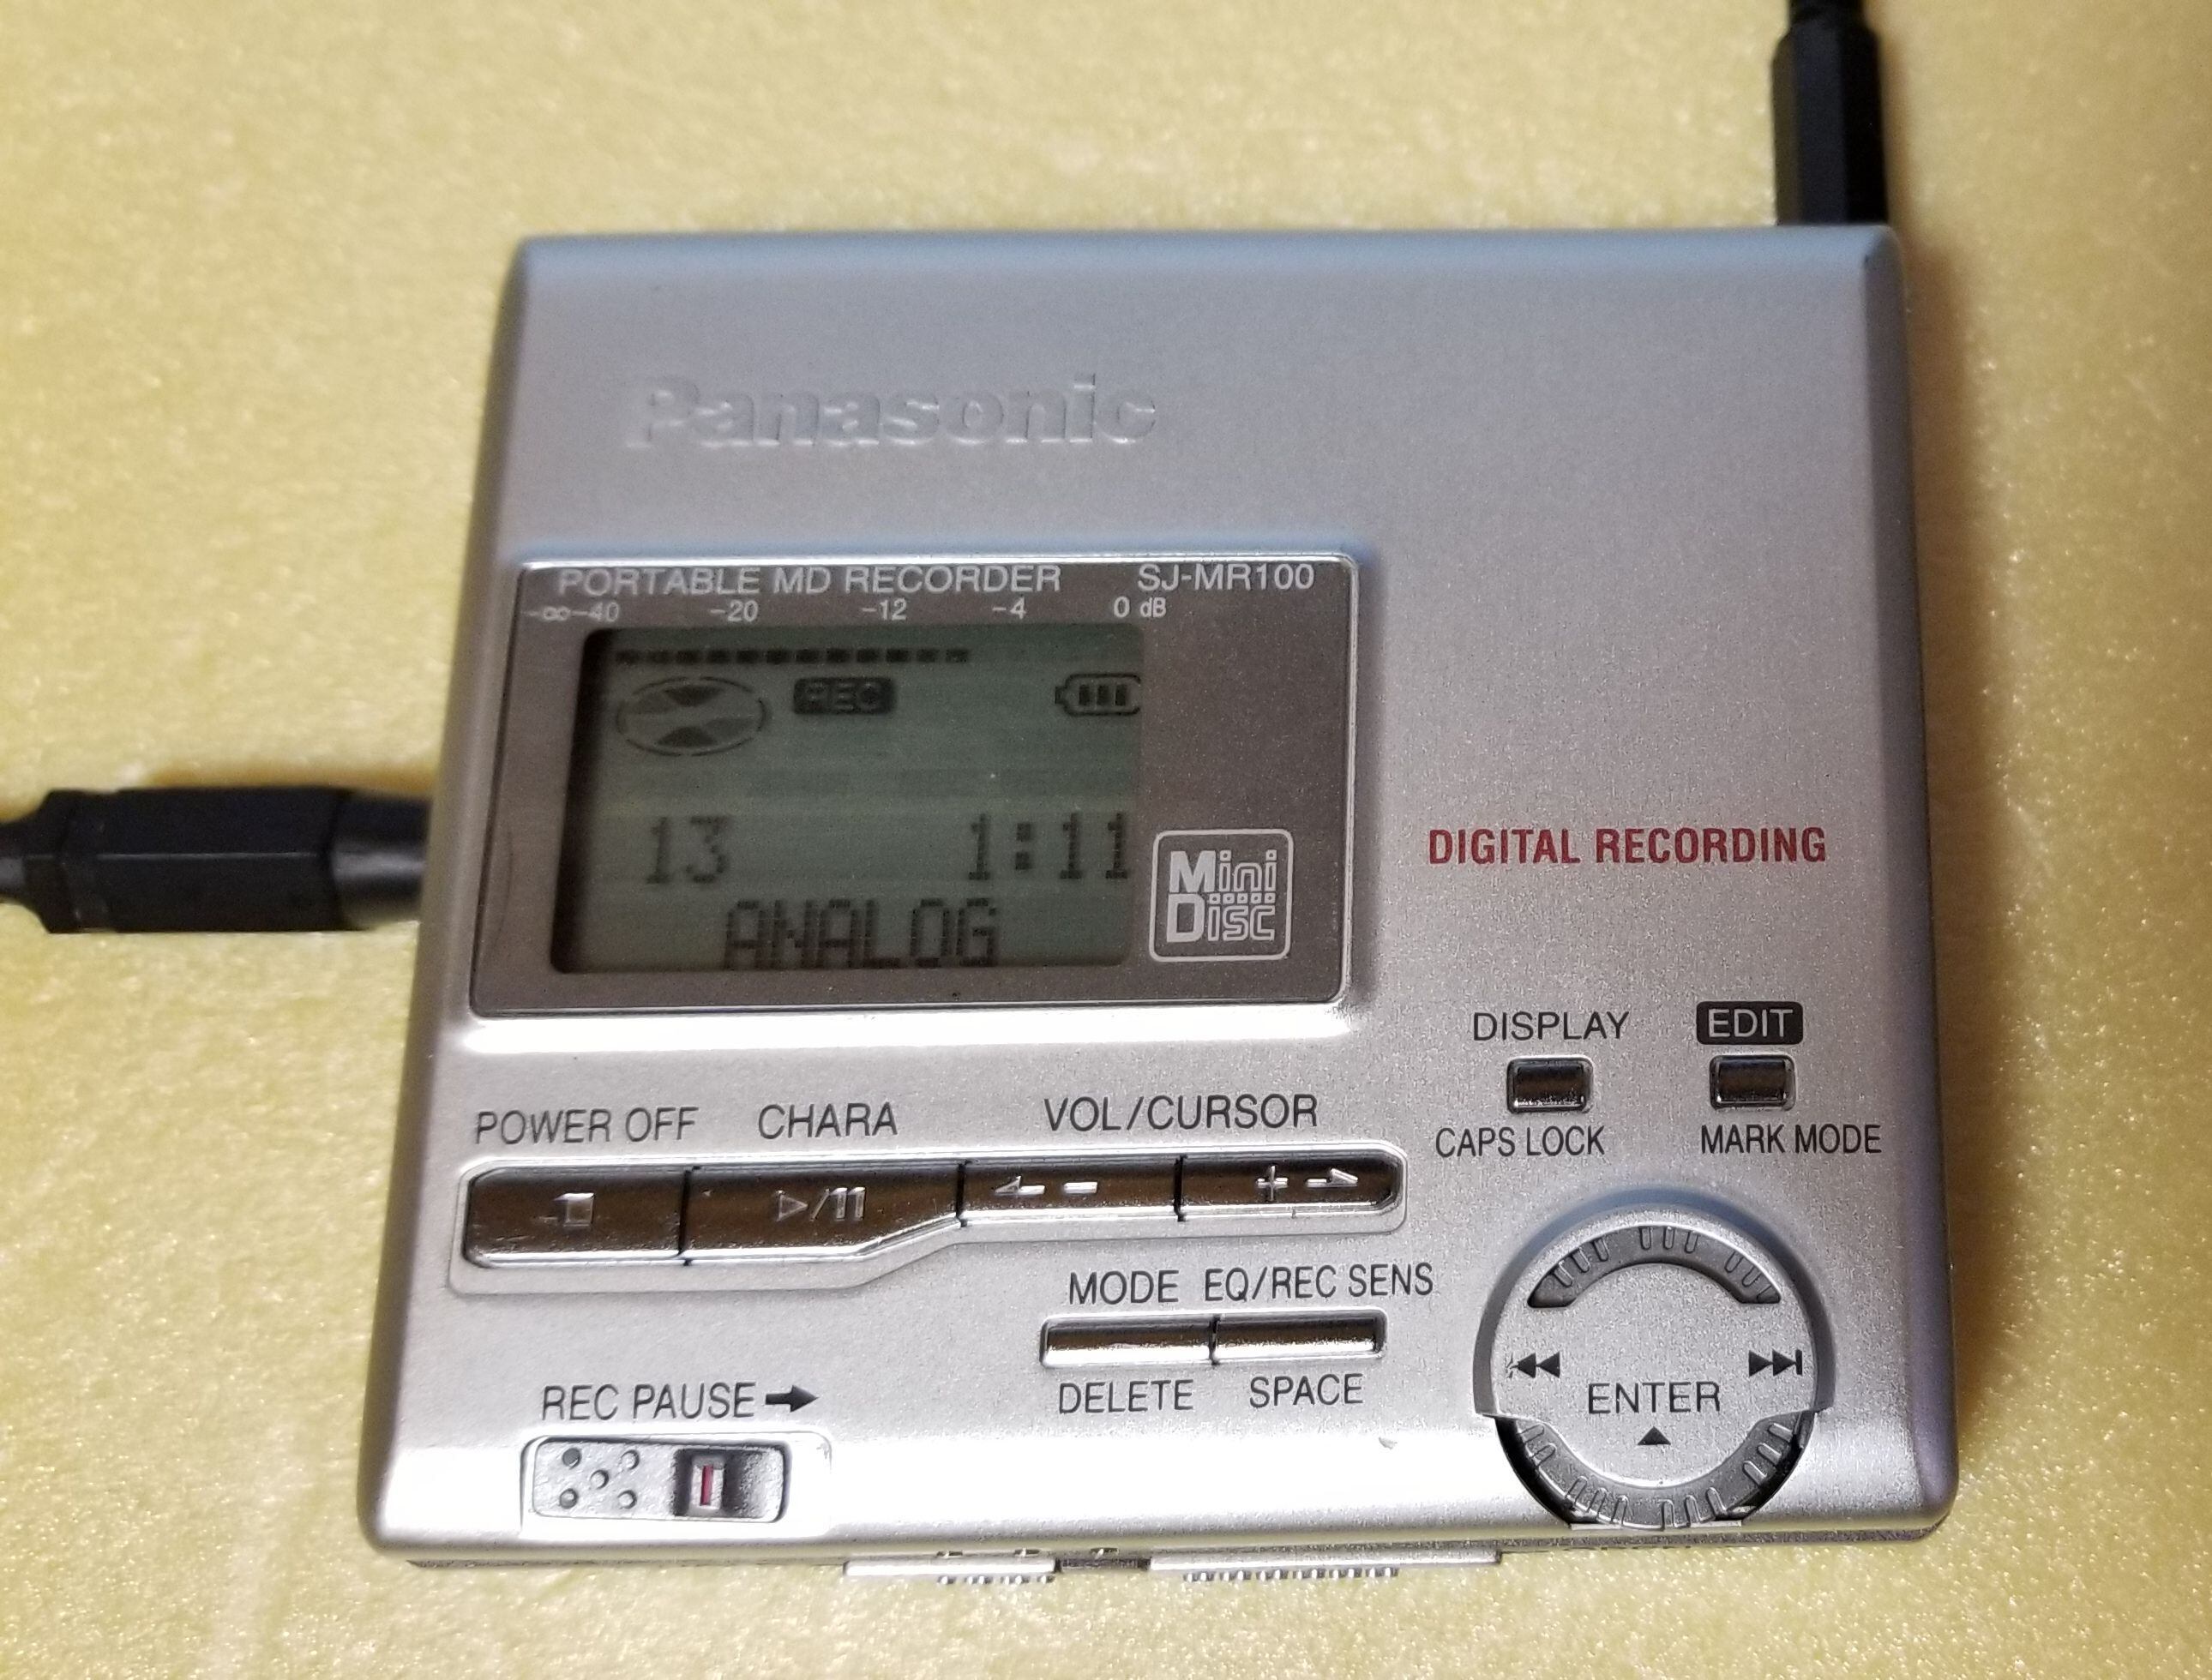 Panasonic
PORTABLE MD RECORDER SJ-MR100
-∞-40 -20 -12 -4 0 dB
REC
13 1:11
ANALOG
Mini
Disc
DIGITAL RECORDING
DISPLAY EDIT
CAPS LOCK MARK MODE
POWER OFF CHARA VOL/CURSOR
- +
MODE EQ/REC SENS
DELETE SPACE
REC PAUSE
ENTER